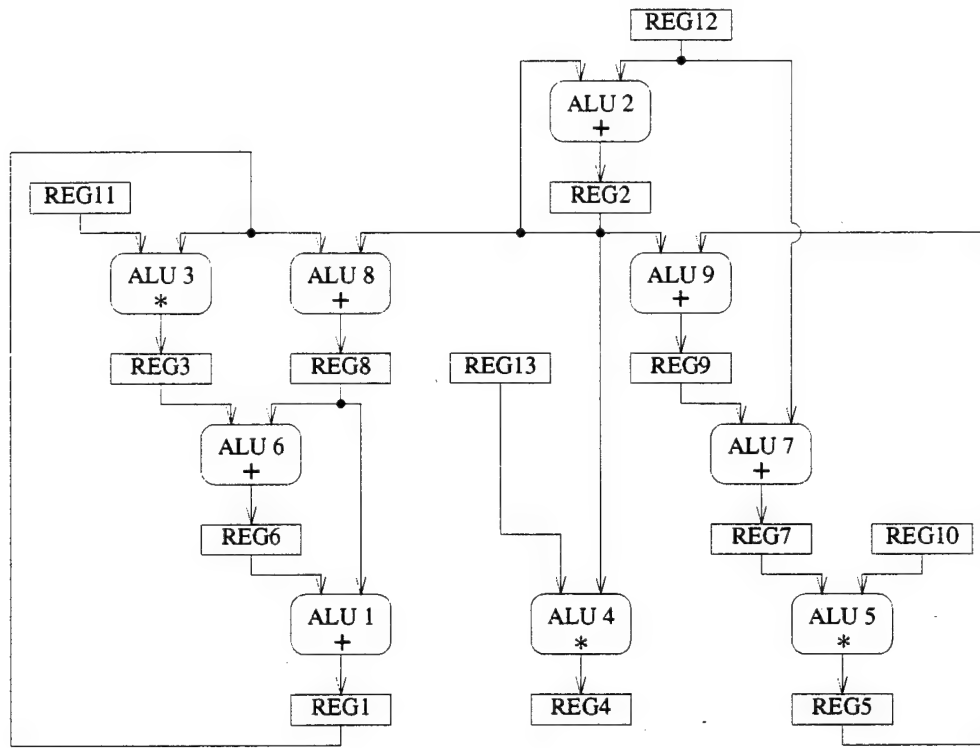 REG12
ALU 2
+
REG11
REG2
ALU 3
*
ALU 8
+
ALU 9
+
REG3
REG8
REG13
REG9
ALU 6
+
ALU 7
+
REG6
REG7
REG10
ALU 1
+
ALU 4
*
ALU 5
*
REG1
REG4
REG5